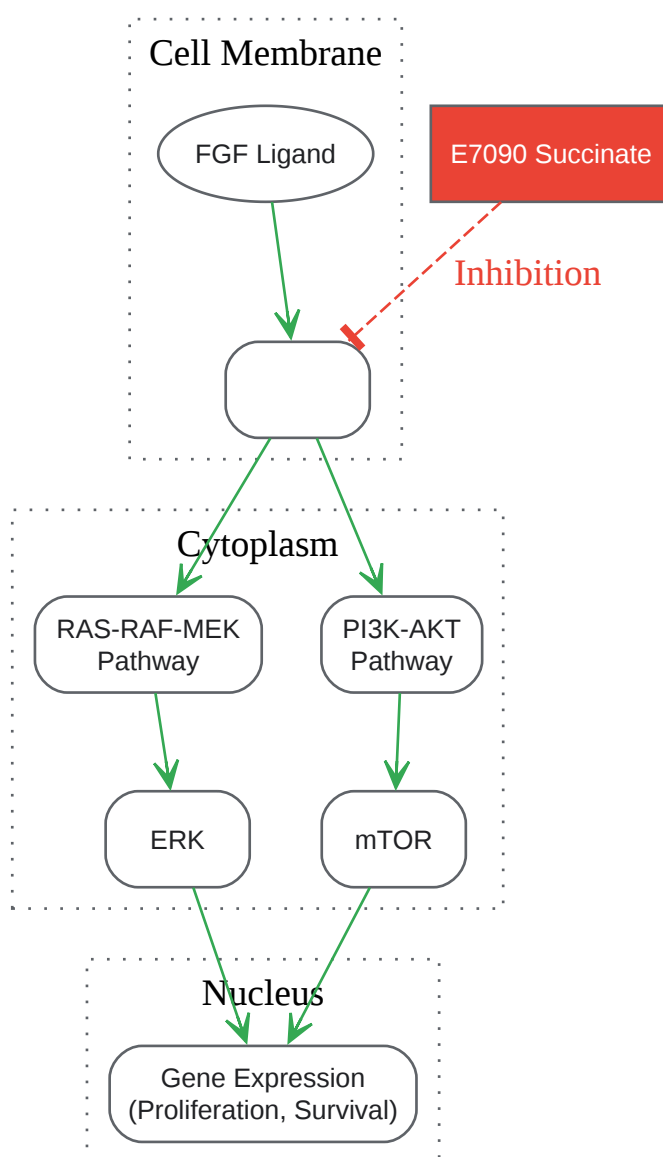 Cell Membrane
FGF Ligand
E7090 Succinate
Inhibition
Cytoplasm
RAS-RAF-MEK
Pathway
PI3K-AKT
Pathway
ERK
mTOR
Nucleus
Gene Expression
(Proliferation, Survival)